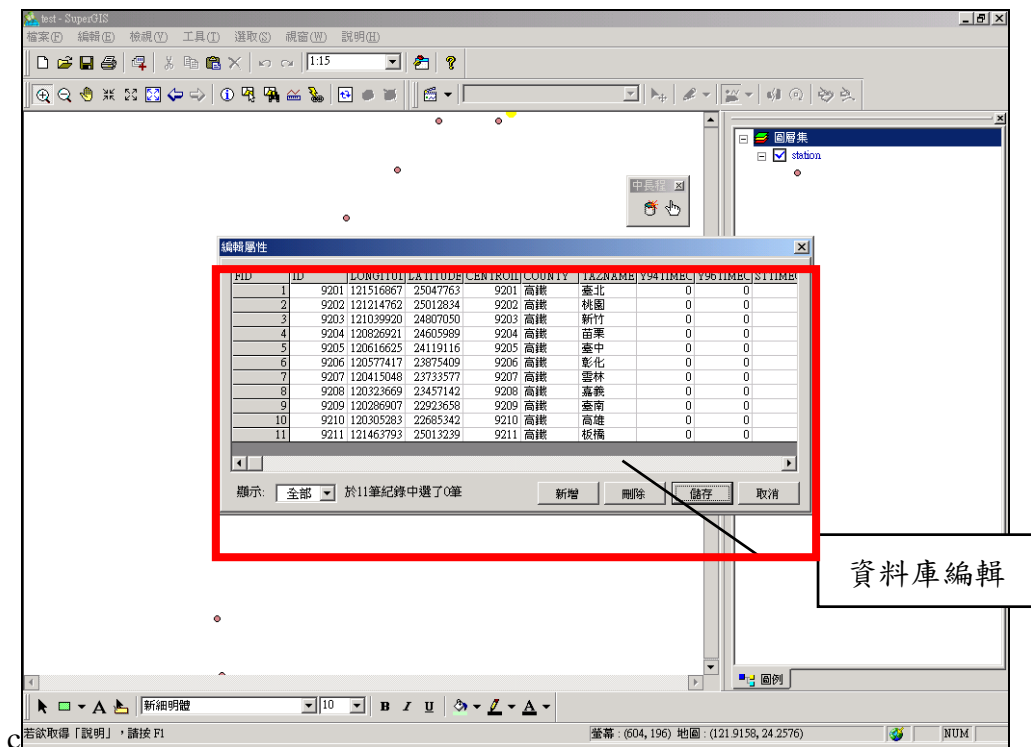 test - SuperGIS
檔案(F) 編輯(E) 檢視(V) 工具(T) 選取(S) 視窗(W) 說明(H)
1:15
圖層集
station
中長程
編輯屬性
FID ID LONGITUI LATITUDE CENTROII COUNTY TAZNAME Y94TIMEC Y96TIMEC STTIME
1 9201 121516867 25047763 9201 高鐵 臺北 0 0
2 9202 121214762 25012834 9202 高鐵 桃園 0 0
3 9203 121039920 24807050 9203 高鐵 新竹 0 0
4 9204 120826921 24605989 9204 高鐵 苗栗 0 0
5 9205 120616625 24119116 9205 高鐵 臺中 0 0
6 9206 120577417 23875409 9206 高鐵 彰化 0 0
7 9207 120415048 23733577 9207 高鐵 雲林 0 0
8 9208 120323669 23457142 9208 高鐵 嘉義 0 0
9 9209 120286907 22923658 9209 高鐵 臺南 0 0
10 9210 120305283 22685342 9210 高鐵 高雄 0 0
11 9211 121463793 25013239 9211 高鐵 板橋 0 0
顯示: 全部 於11筆紀錄中選了0筆 新增 刪除 儲存 取消
資料庫編輯
圖例
新細明體 10 B I U A
c
若欲取得「說明」，請按 F1 螢幕 : (604, 196) 地圖 : (121.9158, 24.2576) NUM